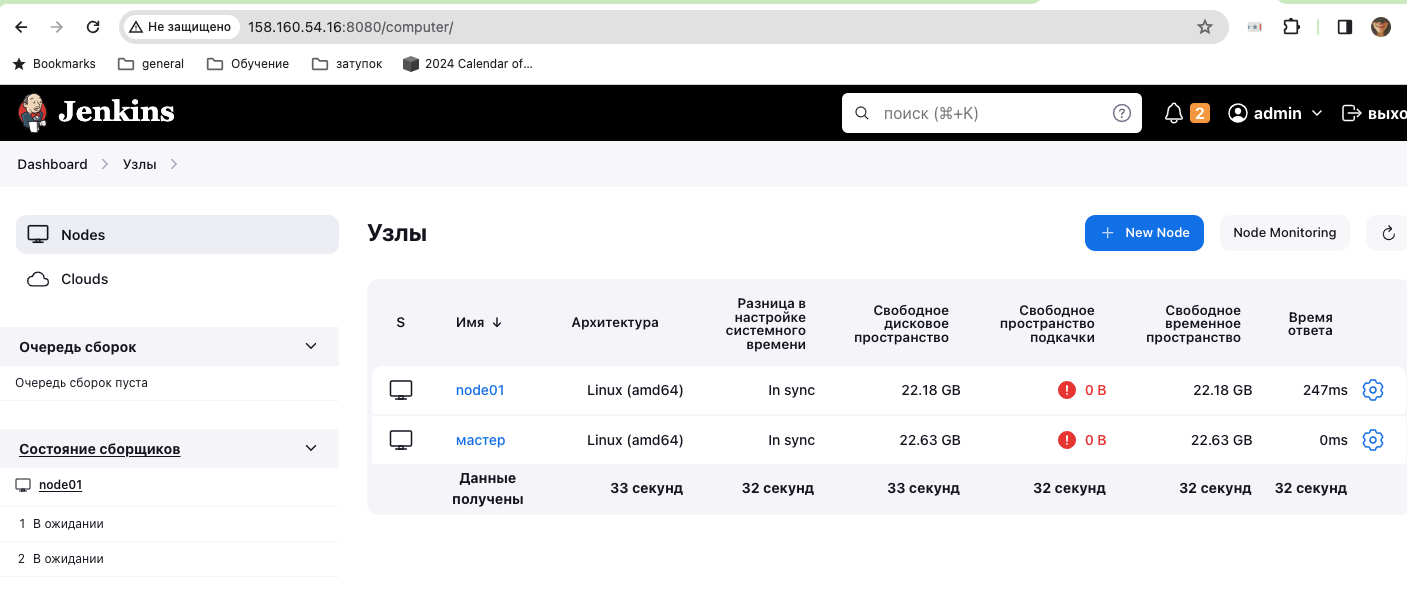 Не защищено 158.160.54.16:8080/computer/
Bookmarks general Обучение затупок 2024 Calendar of...
Jenkins поиск (⌘+K) ? 2 admin выхо
Dashboard Узлы
Nodes
Clouds
Очередь сборок
Очередь сборок пуста
Состояние сборщиков
node01
1 В ожидании
2 В ожидании
Узлы
+ New Node Node Monitoring
S Имя ↓ Архитектура Разница в
настройке
системного
времени
Свободное
дисковое
пространство
Свободное
пространство
подкачки
Свободное
временное
пространство
Время
ответа
node01 Linux (amd64) In sync 22.18 GB ! 0 B 22.18 GB 247ms
мастер Linux (amd64) In sync 22.63 GB ! 0 B 22.63 GB 0ms
Данные
получены
33 секунд 32 секунд 33 секунд 32 секунд 32 секунд 32 секунд